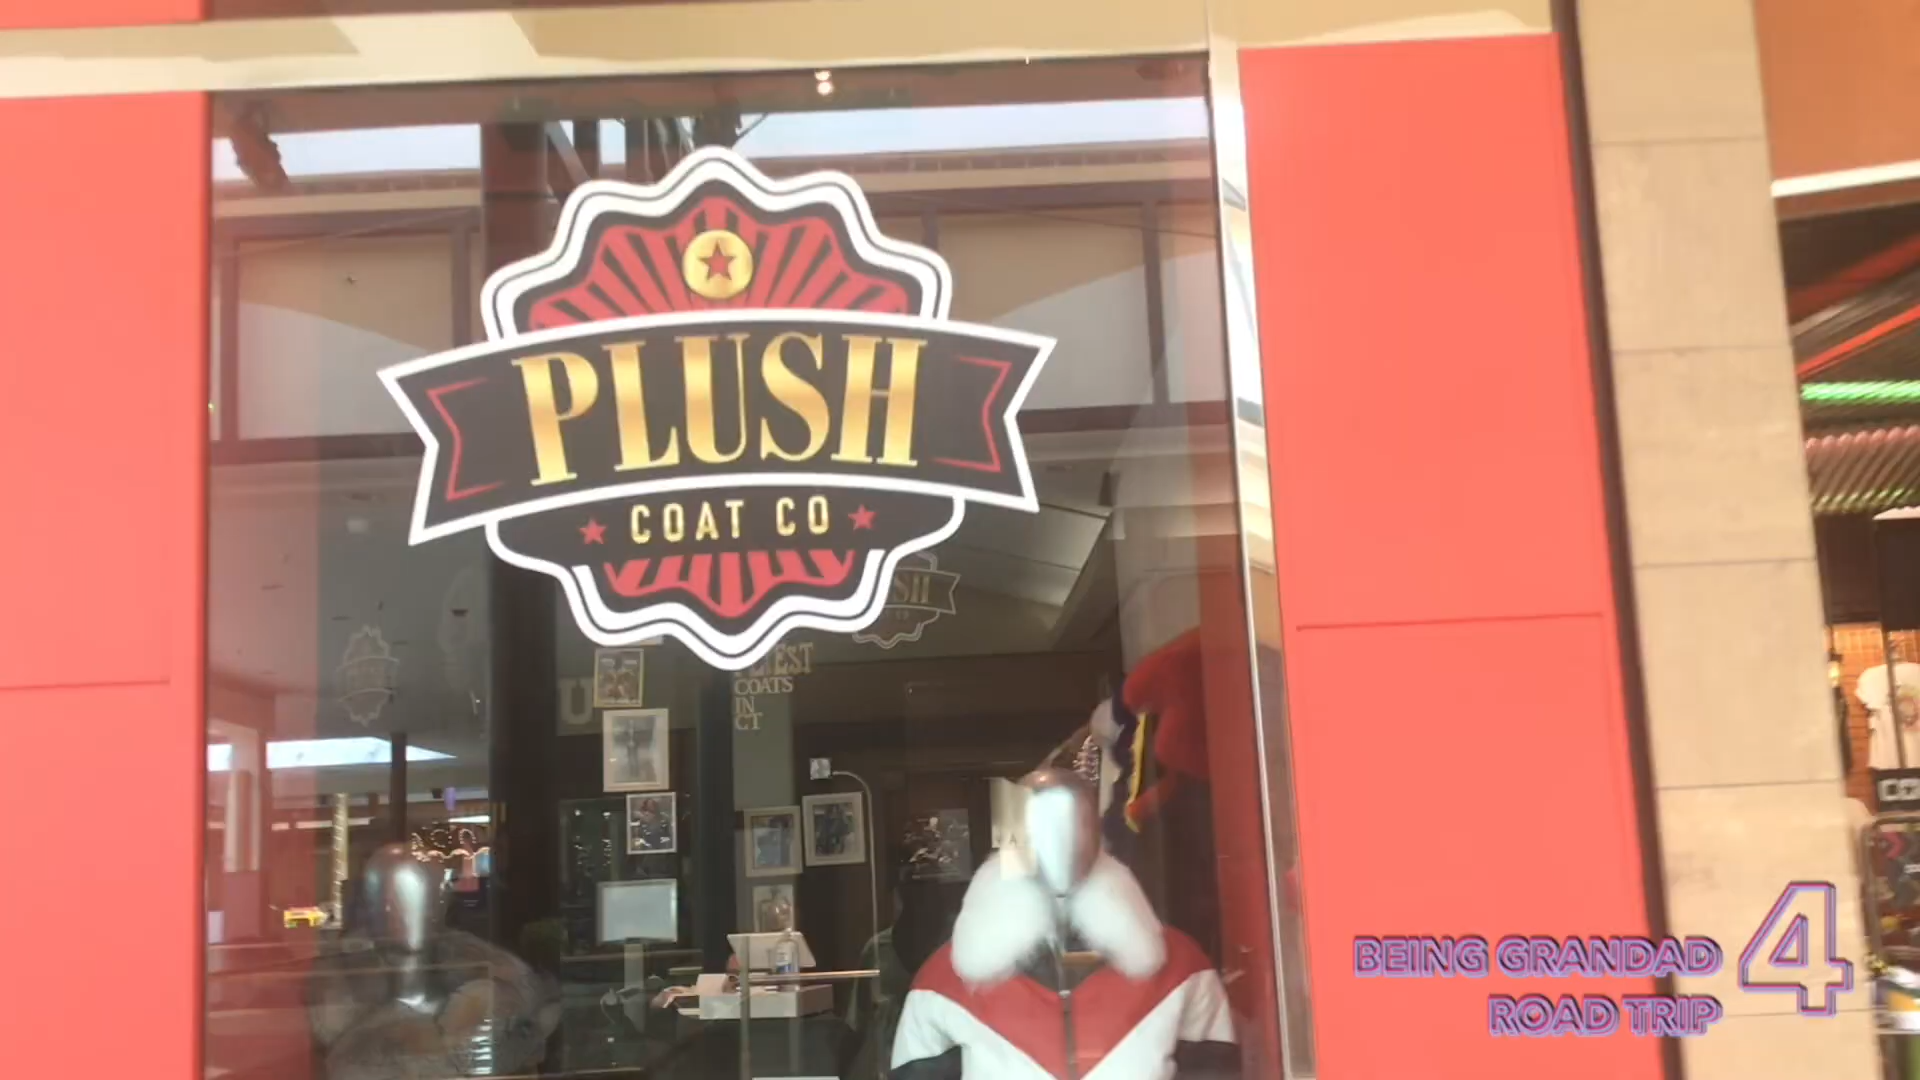 PLUSH
COAT CO
COATS
IN
CT
BEING GRANDAD
ROAD TRIP
4